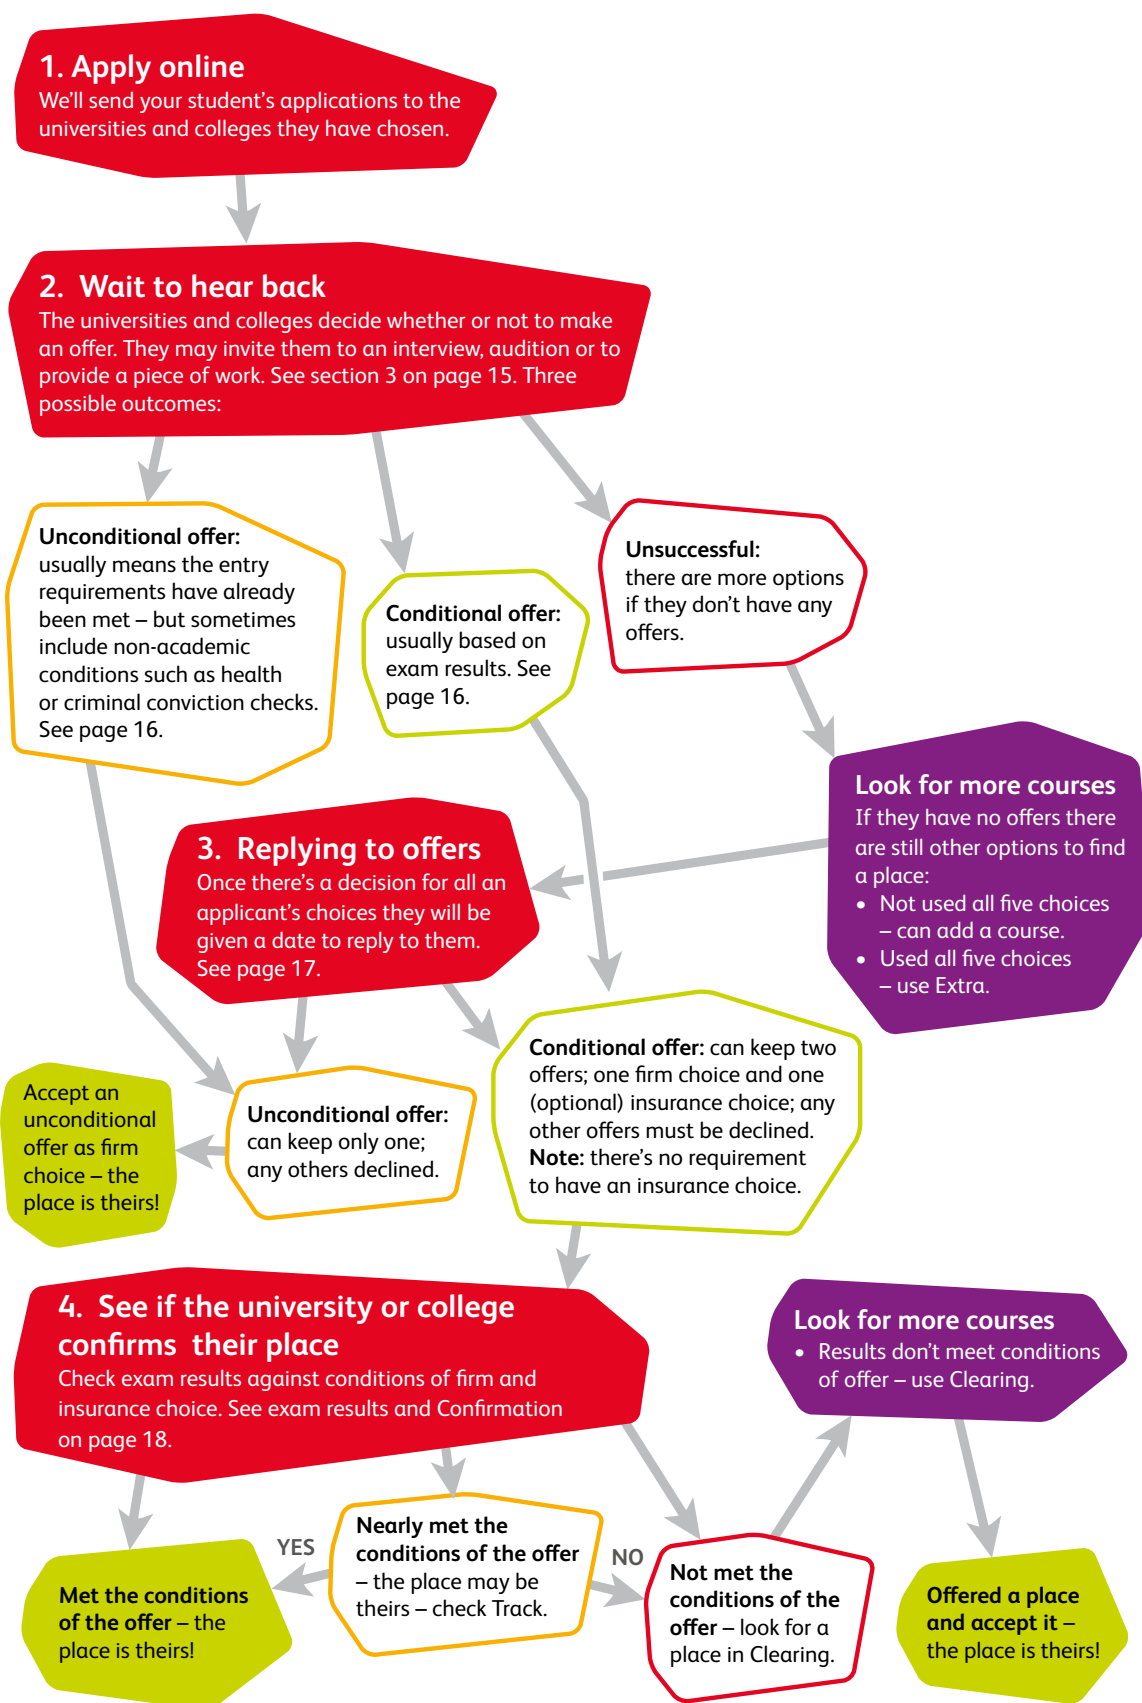 1. Apply online
We'll send your student's applications to the
universities and colleges they have chosen.
2. Wait to hear back
The universities and colleges decide whether or not to make
an offer. They may invite them to an interview, audition or to
provide a piece of work. See section 3 on page 15. Three
possible outcomes:
Unconditional offer:
usually means the entry
requirements have already
been met – but sometimes
include non-academic
conditions such as health
or criminal conviction checks.
See page 16.
Conditional offer:
usually based on
exam results. See
page 16.
Unsuccessful:
there are more options
if they don't have any
offers.
Look for more courses
If they have no offers there
are still other options to find
a place:
• Not used all five choices
– can add a course.
• Used all five choices
– use Extra.
3. Replying to offers
Once there's a decision for all an
applicant's choices they will be
given a date to reply to them.
See page 17.
Accept an
unconditional
offer as firm
choice – the
place is theirs!
Unconditional offer:
can keep only one;
any others declined.
Conditional offer: can keep two
offers; one firm choice and one
(optional) insurance choice; any
other offers must be declined.
Note: there's no requirement
to have an insurance choice.
4. See if the university or college
confirms their place
Check exam results against conditions of firm and
insurance choice. See exam results and Confirmation
on page 18.
Look for more courses
• Results don't meet conditions
of offer – use Clearing.
YES
NO
Met the conditions
of the offer – the
place is theirs!
Nearly met the
conditions of the offer
– the place may be
theirs – check Track.
Not met the
conditions of the
offer – look for a
place in Clearing.
Offered a place
and accept it –
the place is theirs!